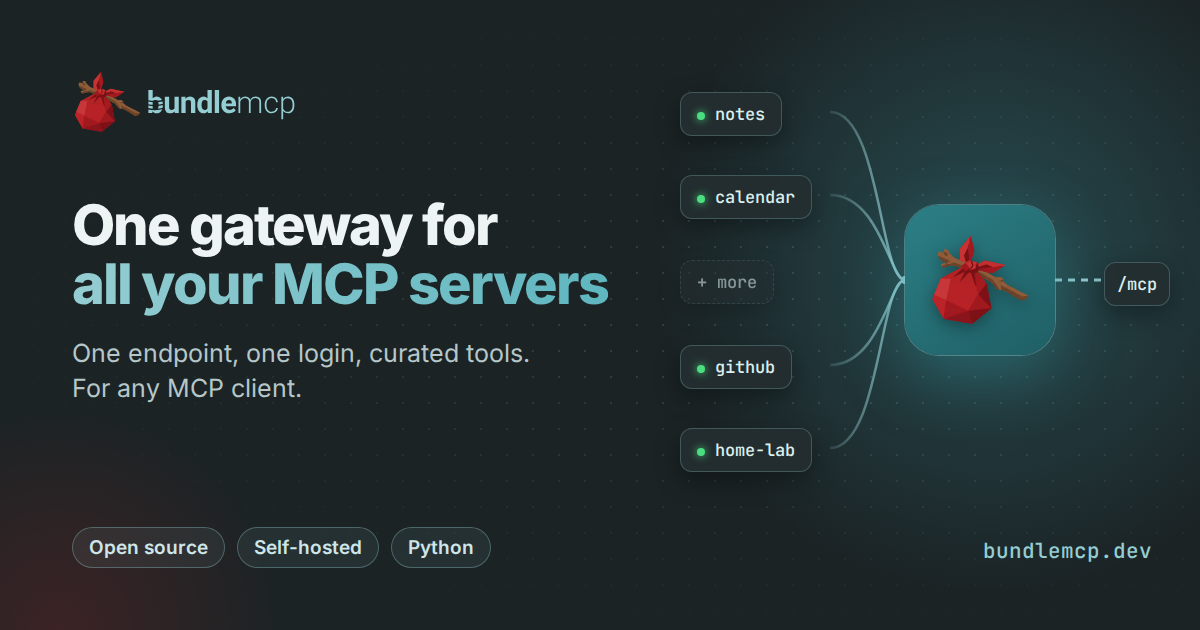 bundlemcp
One gateway for
all your MCP servers
One endpoint, one login, curated tools.
For any MCP client.
Open source
Self-hosted
Python
notes
calendar
+ more
github
home-lab
/mcp
bundlemcp.dev